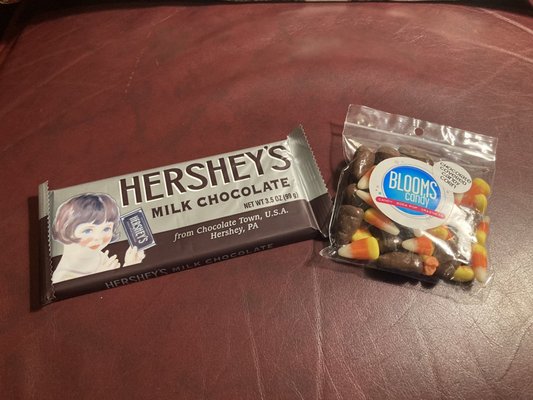 HERSHEY'S
MILK CHOCOLATE
NET WT 3.5 OZ (99 g)
from Chocolate Town, U.S.A.
Hershey, PA
HERSHEY'S
HERSHEY'S MILK CHOCOLATE
BLOOMS
candy
CANDY